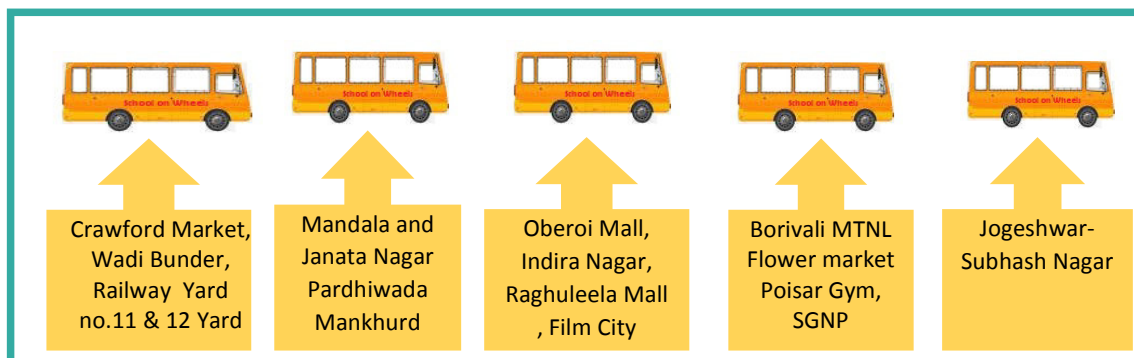 School on Wheels
School on Wheels
School on Wheels
School on Wheels
School on Wheels
Crawford Market,
Wadi Bunder,
Railway Yard
no.11 & 12 Yard
Mandala and
Janata Nagar
Pardhiwada
Mankhurd
Oberoi Mall,
Indira Nagar,
Raghuleela Mall
, Film City
Borivali MTNL
Flower market
Poisar Gym,
SGNP
Jogeshwar-
Subhash Nagar